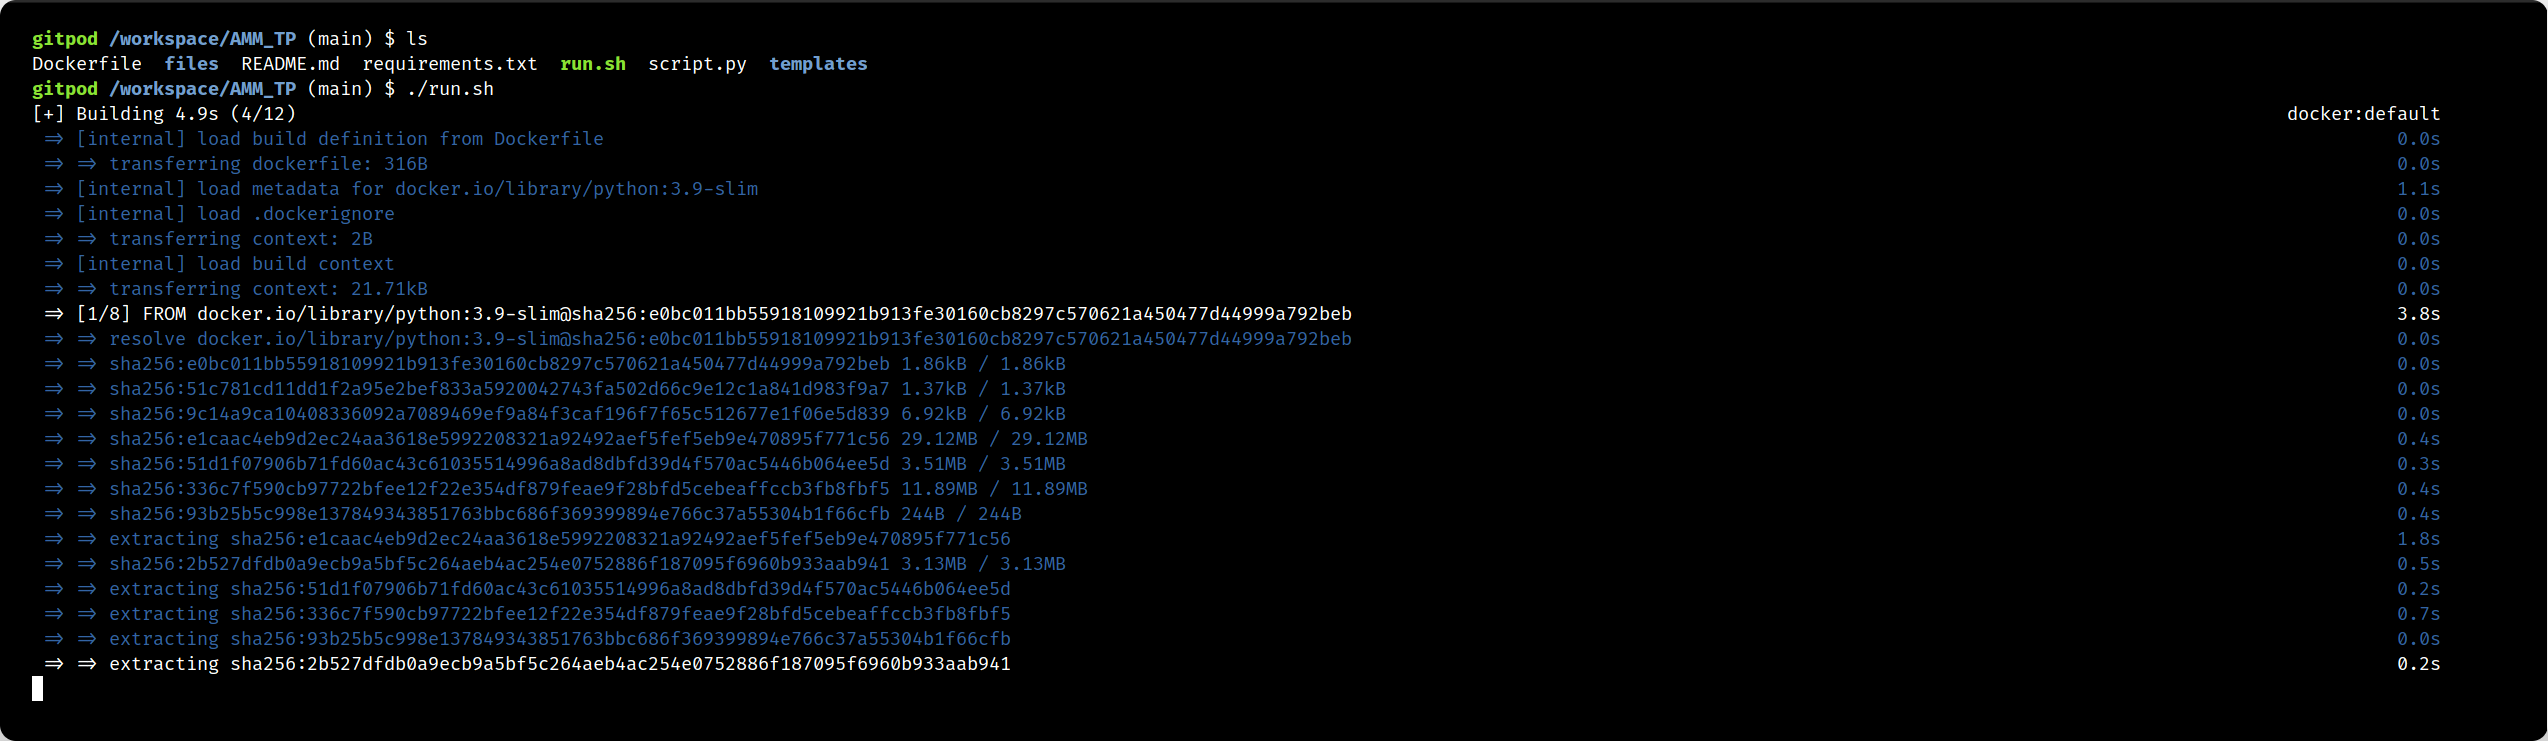 gitpod /workspace/AMM_TP (main) $ ls
Dockerfile  files  README.md  requirements.txt  run.sh  script.py  templates
gitpod /workspace/AMM_TP (main) $ ./run.sh
[+] Building 4.9s (4/12) docker:default
=> [internal] load build definition from Dockerfile 0.0s
=> => transferring dockerfile: 316B 0.0s
=> [internal] load metadata for docker.io/library/python:3.9-slim 1.1s
=> [internal] load .dockerignore 0.0s
=> => transferring context: 2B 0.0s
=> [internal] load build context 0.0s
=> => transferring context: 21.71kB 0.0s
=> [1/8] FROM docker.io/library/python:3.9-slim@sha256:e0bc011bb55918109921b913fe30160cb8297c570621a450477d44999a792beb 3.8s
=> => resolve docker.io/library/python:3.9-slim@sha256:e0bc011bb55918109921b913fe30160cb8297c570621a450477d44999a792beb 0.0s
=> => sha256:e0bc011bb55918109921b913fe30160cb8297c570621a450477d44999a792beb 1.86kB / 1.86kB 0.0s
=> => sha256:51c781cd11dd1f2a95e2bef833a5920042743fa502d66c9e12c1a841d983f9a7 1.37kB / 1.37kB 0.0s
=> => sha256:9c14a9ca10408336092a7089469ef9a84f3caf196f7f65c512677e1f06e5d839 6.92kB / 6.92kB 0.0s
=> => sha256:e1caac4eb9d2ec24aa3618e5992208321a92492aef5fef5eb9e470895f771c56 29.12MB / 29.12MB 0.4s
=> => sha256:51d1f07906b71fd60ac43c61035514996a8ad8dbfd39d4f570ac5446b064ee5d 3.51MB / 3.51MB 0.3s
=> => sha256:336c7f590cb97722bfee12f22e354df879feae9f28bfd5cebeaffccb3fb8fbf5 11.89MB / 11.89MB 0.4s
=> => sha256:93b25b5c998e137849343851763bbc686f369399894e766c37a55304b1f66cfb 244B / 244B 0.4s
=> => extracting sha256:e1caac4eb9d2ec24aa3618e5992208321a92492aef5fef5eb9e470895f771c56 1.8s
=> => sha256:2b527dfdb0a9ecb9a5bf5c264aeb4ac254e0752886f187095f6960b933aab941 3.13MB / 3.13MB 0.5s
=> => extracting sha256:51d1f07906b71fd60ac43c61035514996a8ad8dbfd39d4f570ac5446b064ee5d 0.2s
=> => extracting sha256:336c7f590cb97722bfee12f22e354df879feae9f28bfd5cebeaffccb3fb8fbf5 0.7s
=> => extracting sha256:93b25b5c998e137849343851763bbc686f369399894e766c37a55304b1f66cfb 0.0s
=> => extracting sha256:2b527dfdb0a9ecb9a5bf5c264aeb4ac254e0752886f187095f6960b933aab941 0.2s